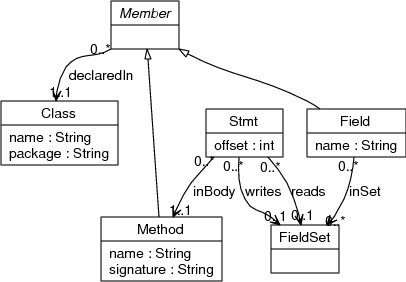 Member
0..*
declaredIn
1..1
Class
name : String
package : String
Stmt
offset : int
Field
name : String
0..*
0..*
0..*
0..*
inBody
writes
reads
inSet
1..1
0..1
0..1
0..*
Method
name : String
signature : String
FieldSet